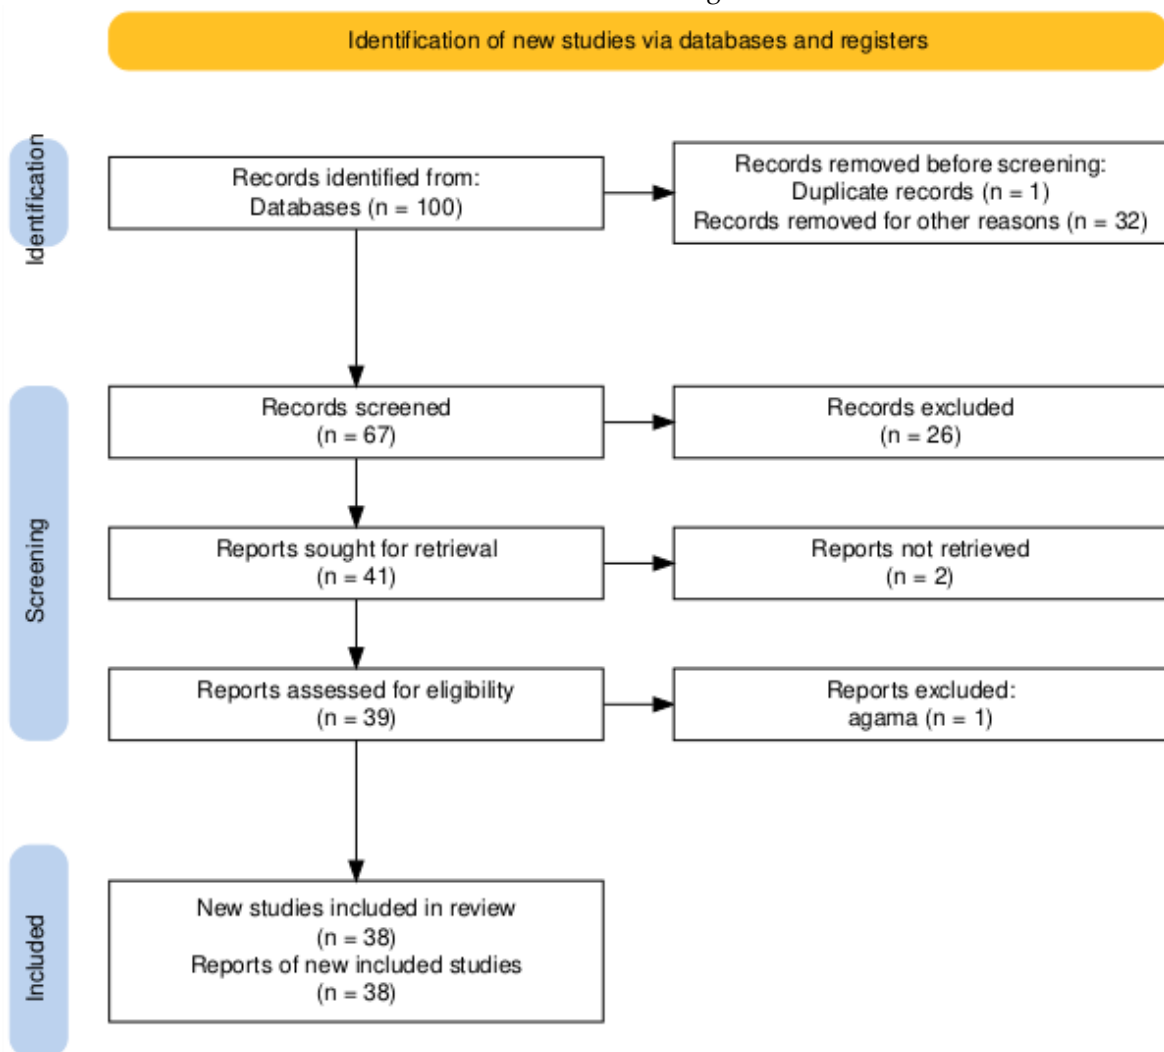 Identification of new studies via databases and registers
Identification
Records identified from:
Databases (n = 100)
Records removed before screening:
Duplicate records (n = 1)
Records removed for other reasons (n = 32)
Screening
Records screened
(n = 67)
Records excluded
(n = 26)
Reports sought for retrieval
(n = 41)
Reports not retrieved
(n = 2)
Reports assessed for eligibility
(n = 39)
Reports excluded:
agama (n = 1)
Included
New studies included in review
(n = 38)
Reports of new included studies
(n = 38)